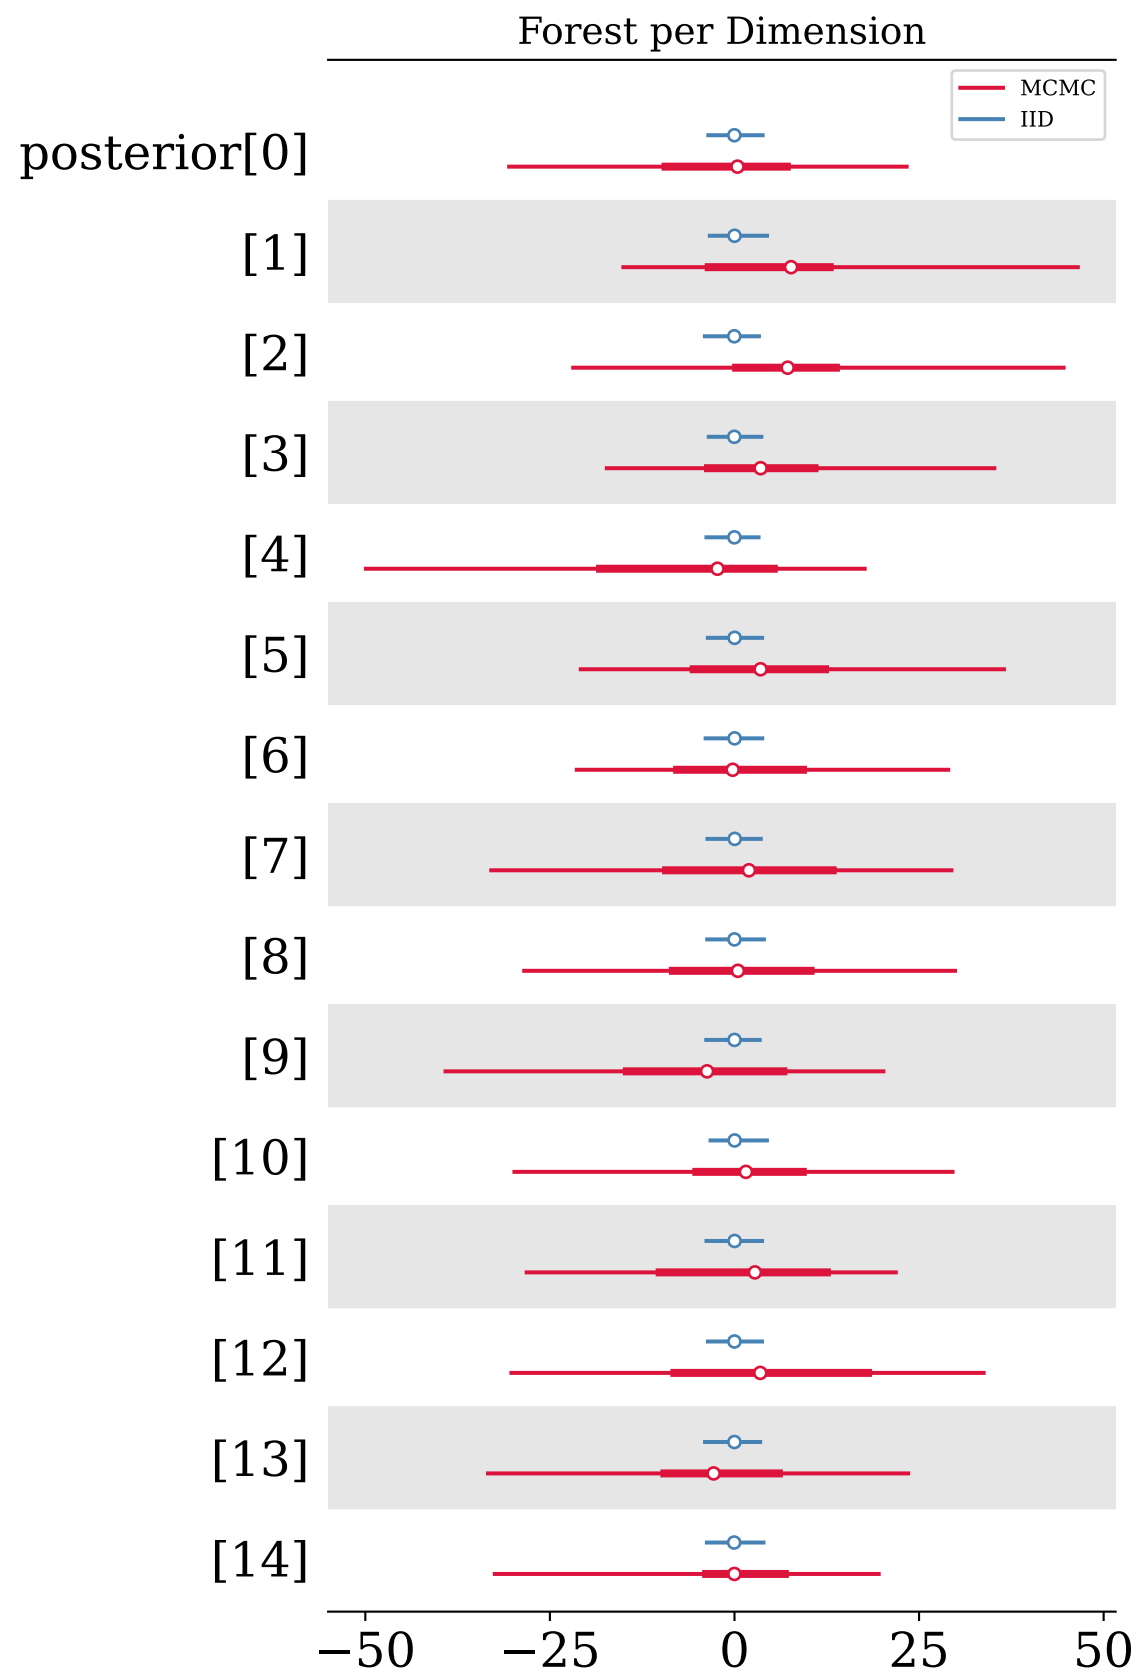 Forest per Dimension
MCMC
IID
posterior[0]
[1]
[2]
[3]
[4]
[5]
[6]
[7]
[8]
[9]
[10]
[11]
[12]
[13]
[14]
−50 −25 0 25 50